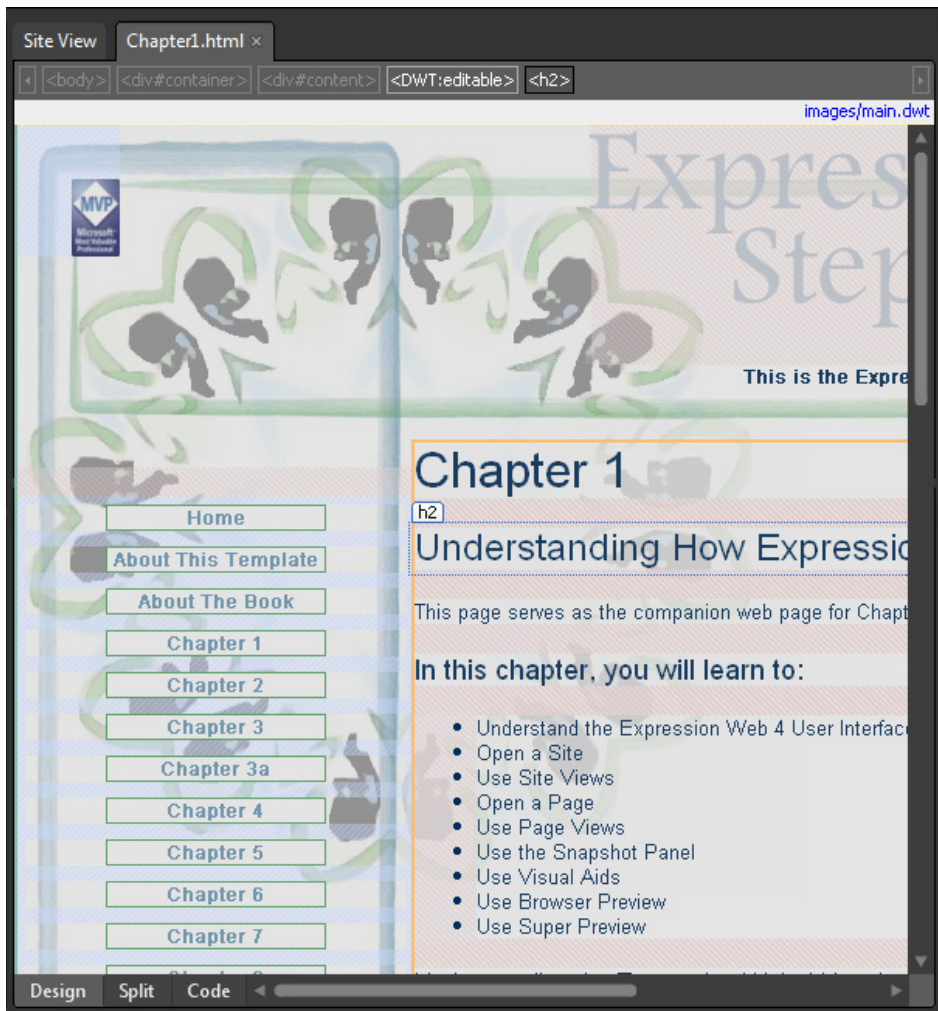 Site View Chapter1.html ×
<body> <div#container> <div#content> <DWT:editable> <h2>
images/main.dwt
MVP
Microsoft
Most Valuable
Professional
Expres
Step
This is the Expre
Chapter 1
h2
Understanding How Expressio
This page serves as the companion web page for Chapt
In this chapter, you will learn to:
• Understand the Expression Web 4 User Interfac
• Open a Site
• Use Site Views
• Open a Page
• Use Page Views
• Use the Snapshot Panel
• Use Visual Aids
• Use Browser Preview
• Use Super Preview
Home
About This Template
About The Book
Chapter 1
Chapter 2
Chapter 3
Chapter 3a
Chapter 4
Chapter 5
Chapter 6
Chapter 7
Design Split Code